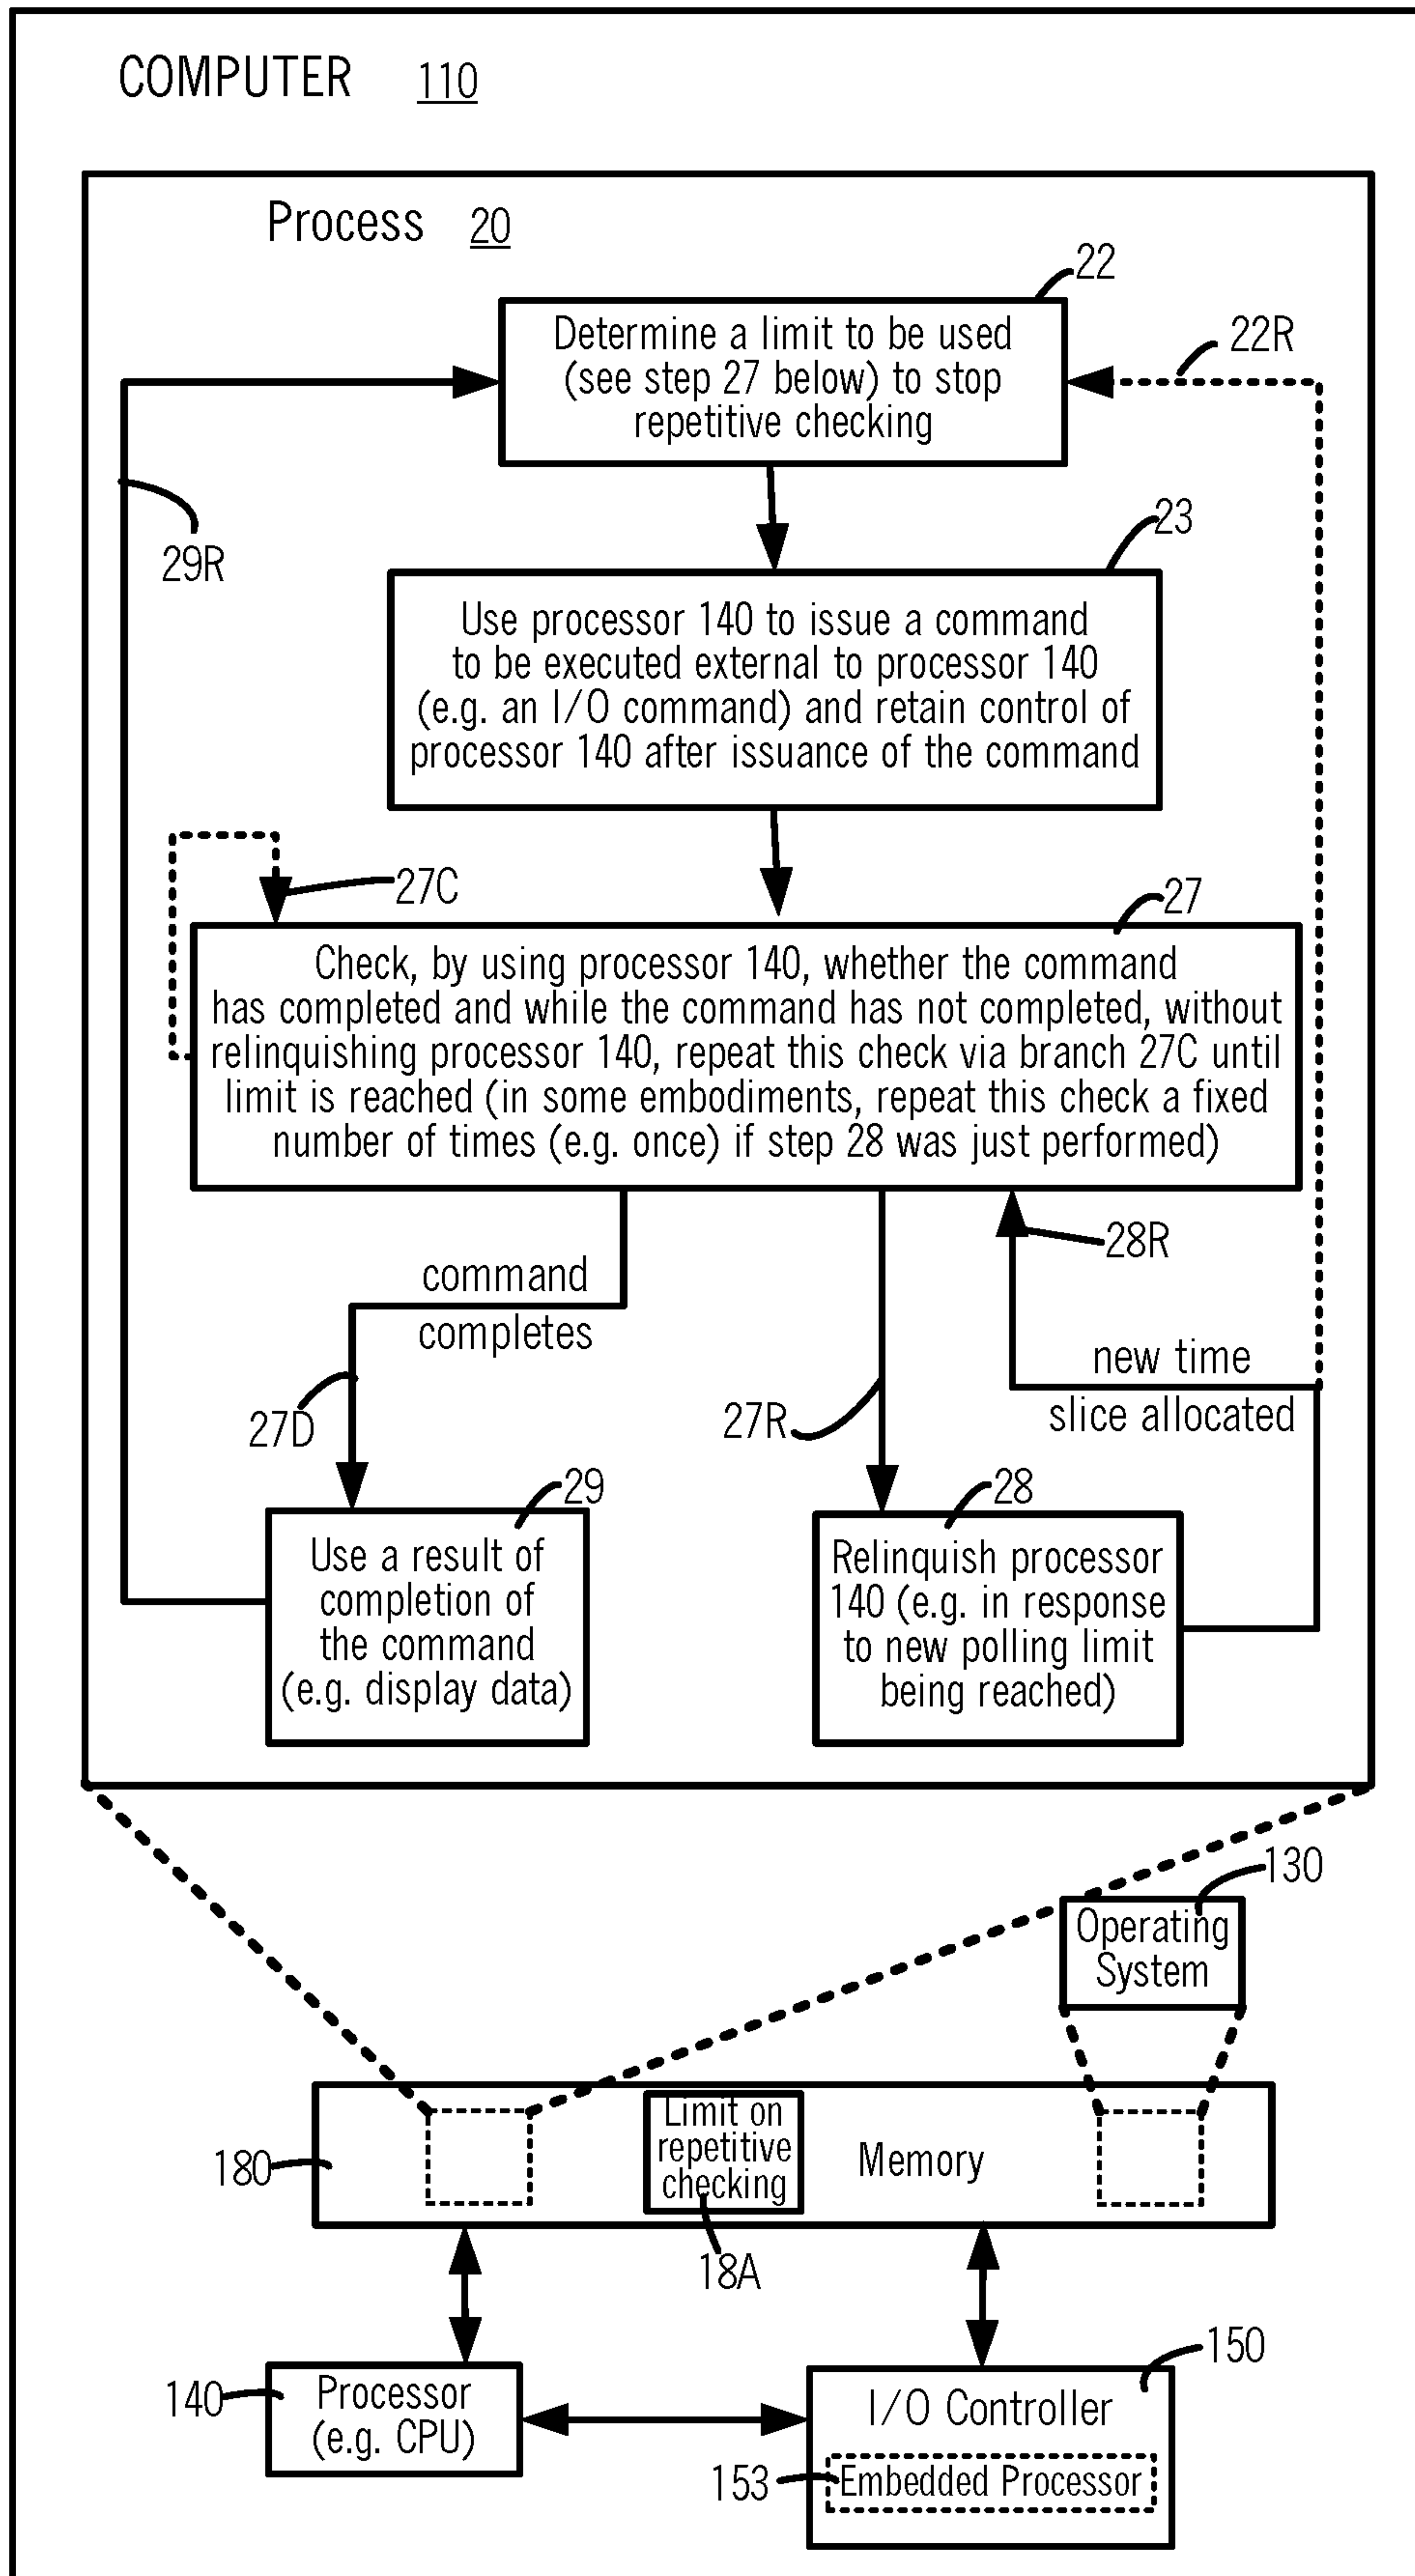 COMPUTER 110
Process 20
22
Determine a limit to be used
(see step 27 below) to stop
repetitive checking
22R
29R
23
Use processor 140 to issue a command
to be executed external to processor 140
(e.g. an I/O command) and retain control of
processor 140 after issuance of the command
27C
27
Check, by using processor 140, whether the command
has completed and while the command has not completed, without
relinquishing processor 140, repeat this check via branch 27C until
limit is reached (in some embodiments, repeat this check a fixed
number of times (e.g. once) if step 28 was just performed)
28R
command
completes
new time
slice allocated
27D
27R
29
Use a result of
completion of
the command
(e.g. display data)
28
Relinquish processor
140 (e.g. in response
to new polling limit
being reached)
130
Operating
System
180
Limit on
repetitive
checking
Memory
18A
140
Processor
(e.g. CPU)
150
I/O Controller
153
Embedded Processor